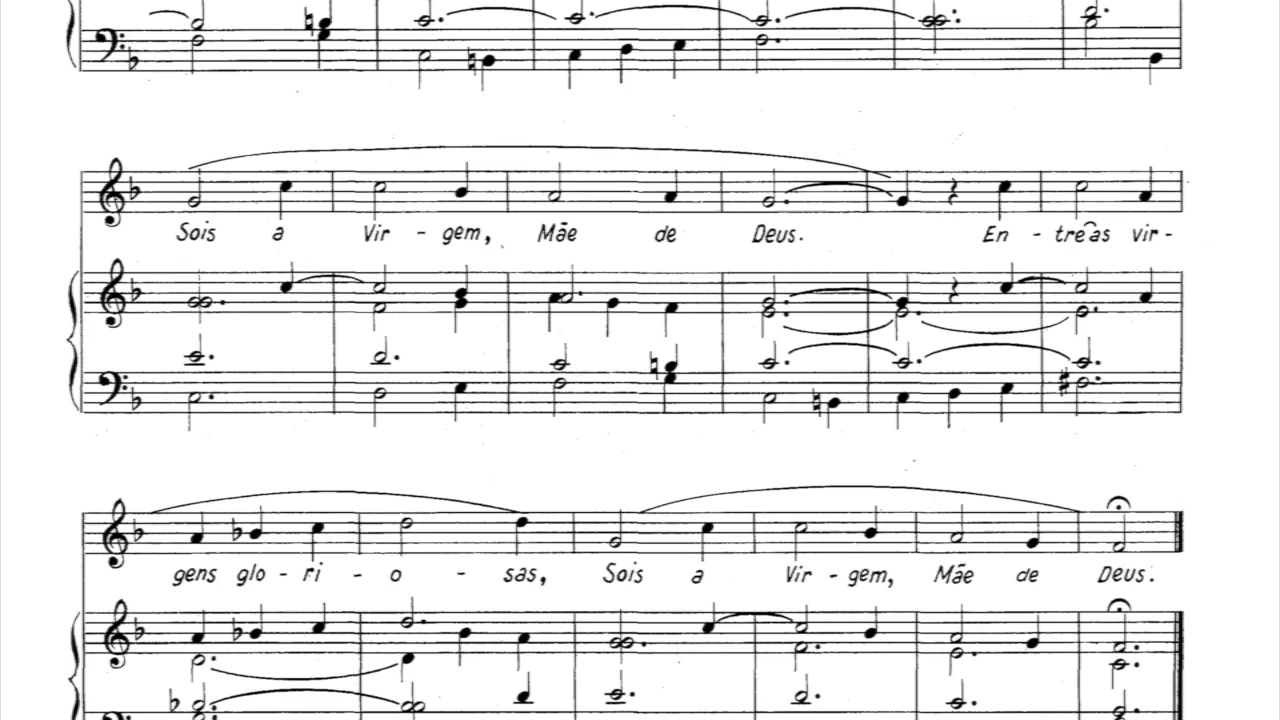 Sois a Vir - gem, Mãe de Deus. En - tre as vir -
gens glo - ri - o - sas, Sois a Vir - gem, Mãe de Deus.